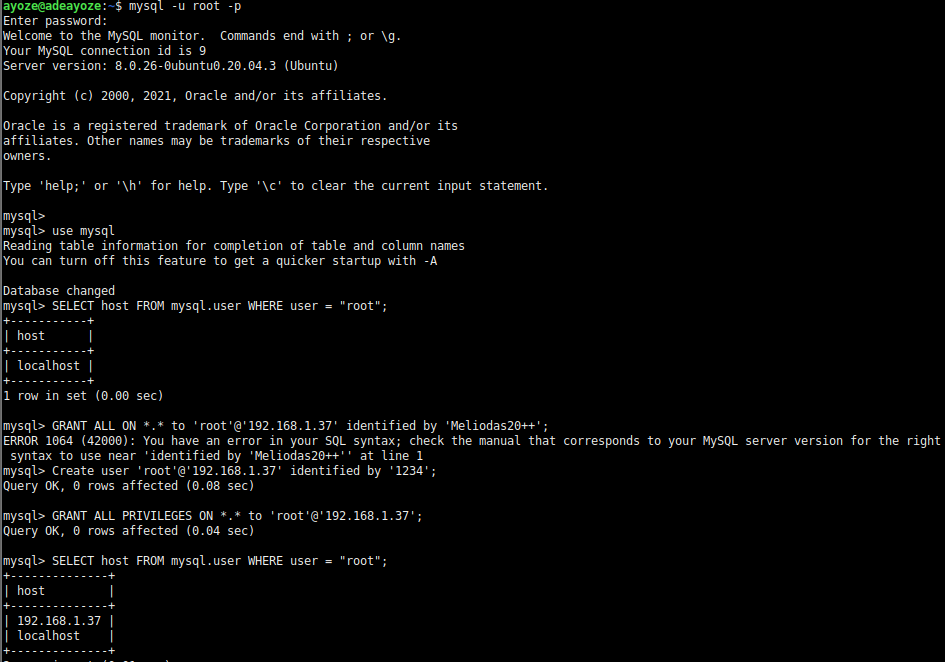 ayoze@adeayoze:~$ mysql -u root -p
Enter password:
Welcome to the MySQL monitor.  Commands end with ; or \g.
Your MySQL connection id is 9
Server version: 8.0.26-0ubuntu0.20.04.3 (Ubuntu)
Copyright (c) 2000, 2021, Oracle and/or its affiliates.
Oracle is a registered trademark of Oracle Corporation and/or its
affiliates. Other names may be trademarks of their respective
owners.
Type 'help;' or '\h' for help. Type '\c' to clear the current input statement.
mysql>
mysql> use mysql
Reading table information for completion of table and column names
You can turn off this feature to get a quicker startup with -A
Database changed
mysql> SELECT host FROM mysql.user WHERE user = "root";
+-----------+
| host      |
+-----------+
| localhost |
+-----------+
1 row in set (0.00 sec)
mysql> GRANT ALL ON *.* to 'root'@'192.168.1.37' identified by 'Meliodas20++';
ERROR 1064 (42000): You have an error in your SQL syntax; check the manual that corresponds to your MySQL server version for the right
 syntax to use near 'identified by 'Meliodas20++'' at line 1
mysql> Create user 'root'@'192.168.1.37' identified by '1234';
Query OK, 0 rows affected (0.08 sec)
mysql> GRANT ALL PRIVILEGES ON *.* to 'root'@'192.168.1.37';
Query OK, 0 rows affected (0.04 sec)
mysql> SELECT host FROM mysql.user WHERE user = "root";
+--------------+
| host         |
+--------------+
| 192.168.1.37 |
| localhost    |
+--------------+